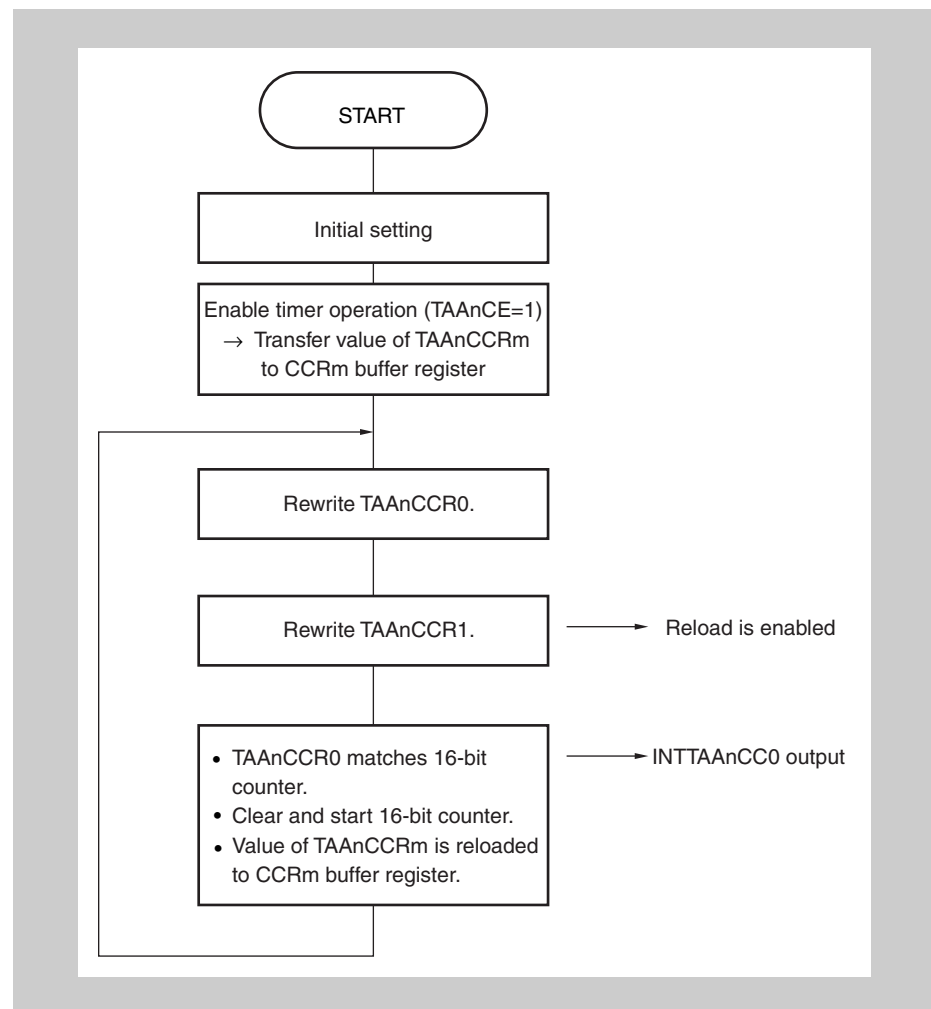 START
Initial setting
Enable timer operation (TAAnCE=1)
→ Transfer value of TAAnCCRm
to CCRm buffer register
Rewrite TAAnCCR0.
Rewrite TAAnCCR1.
Reload is enabled
• TAAnCCR0 matches 16-bit
counter.
• Clear and start 16-bit counter.
• Value of TAAnCCRm is reloaded
to CCRm buffer register.
INTTAAnCC0 output